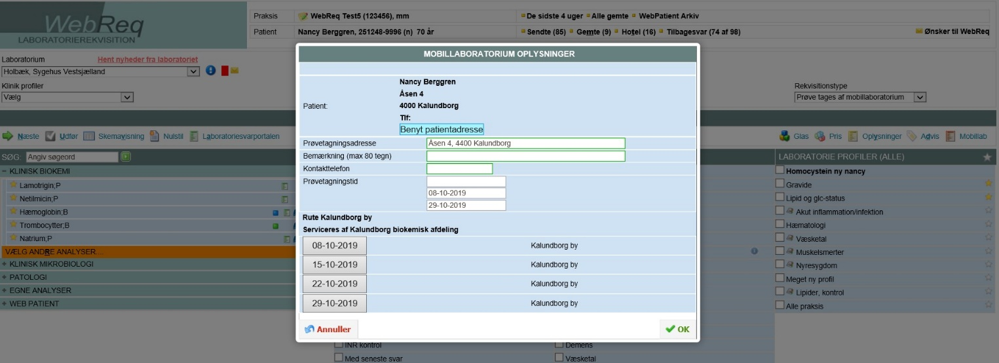 WebReq
LABORATORIEREKVISITION
Praksis WebReq Test5 (123456), mm De sidste 4 uger Alle gemte WebPatient Arkiv
Patient Nancy Berggren, 251248-9996 (n) 70 år Sendte (85) Gemte (9) Hotel (16) Tilbagesvar (74 af 98) Ønsker til WebReq
Laboratorium Hent nyheder fra laboratoriet
Holbæk, Sygehus Vestsjælland
Klinik profiler
Vælg
Rekvisitionstype
Prøve tages af mobillaboratorium
Næste Udfør Skemavisning Nulstil Laboratoriesvarportalen Glas Pris Oplysninger Advis Mobillab
SØG: Angiv søgeord
− KLINISK BIOKEMI
Lamotrigin;P
Netilmicin;P
Hæmoglobin;B
Trombocytter;B
Natrium;P
VÆLG ANDRE ANALYSER...
+ KLINISK MIKROBIOLOGI
+ PATOLOGI
+ EGNE ANALYSER
+ WEB PATIENT
MOBILLABORATORIUM OPLYSNINGER
Patient:
Nancy Berggren
Åsen 4
4000 Kalundborg
Tlf:
Benyt patientadresse
Prøvetagningsadresse Åsen 4, 4400 Kalundborg
Bemærkning (max 80 tegn)
Kontakttelefon
Prøvetagningstid
08-10-2019
29-10-2019
Rute Kalundborg by
Serviceres af Kalundborg biokemisk afdeling
08-10-2019 Kalundborg by
15-10-2019 Kalundborg by
22-10-2019 Kalundborg by
29-10-2019 Kalundborg by
Annuller OK
INR kontrol Demens
Med seneste svar Væsketal
LABORATORIE PROFILER (ALLE)
Homocystein ny nancy
Gravide
Lipid og glc-status
Akut inflammation/infektion
Hæmatologi
Væsketal
Muskelsmerter
Nyresygdom
Meget ny profil
Lipider, kontrol
Alle praksis